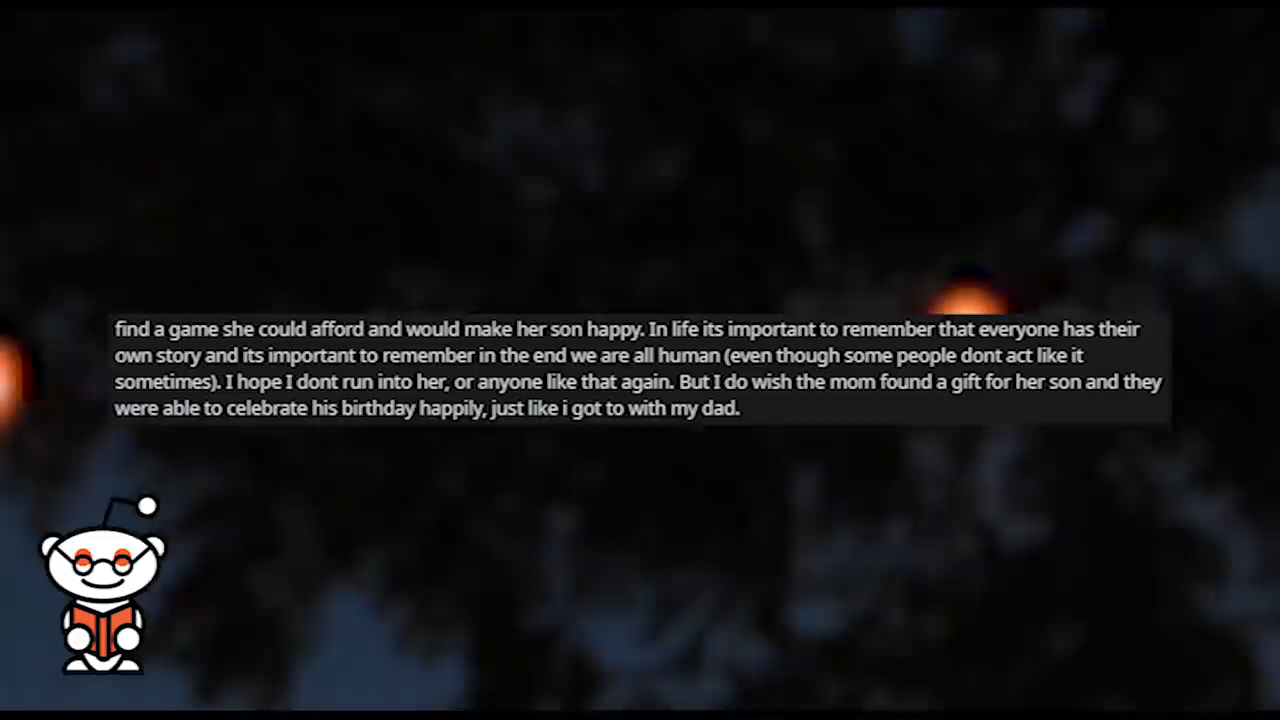 find a game she could afford and would make her son happy. In life its important to remember that everyone has their
own story and its important to remember in the end we are all human (even though some people dont act like it
sometimes). I hope I dont run into her, or anyone like that again. But I do wish the mom found a gift for her son and they
were able to celebrate his birthday happily, just like i got to with my dad.